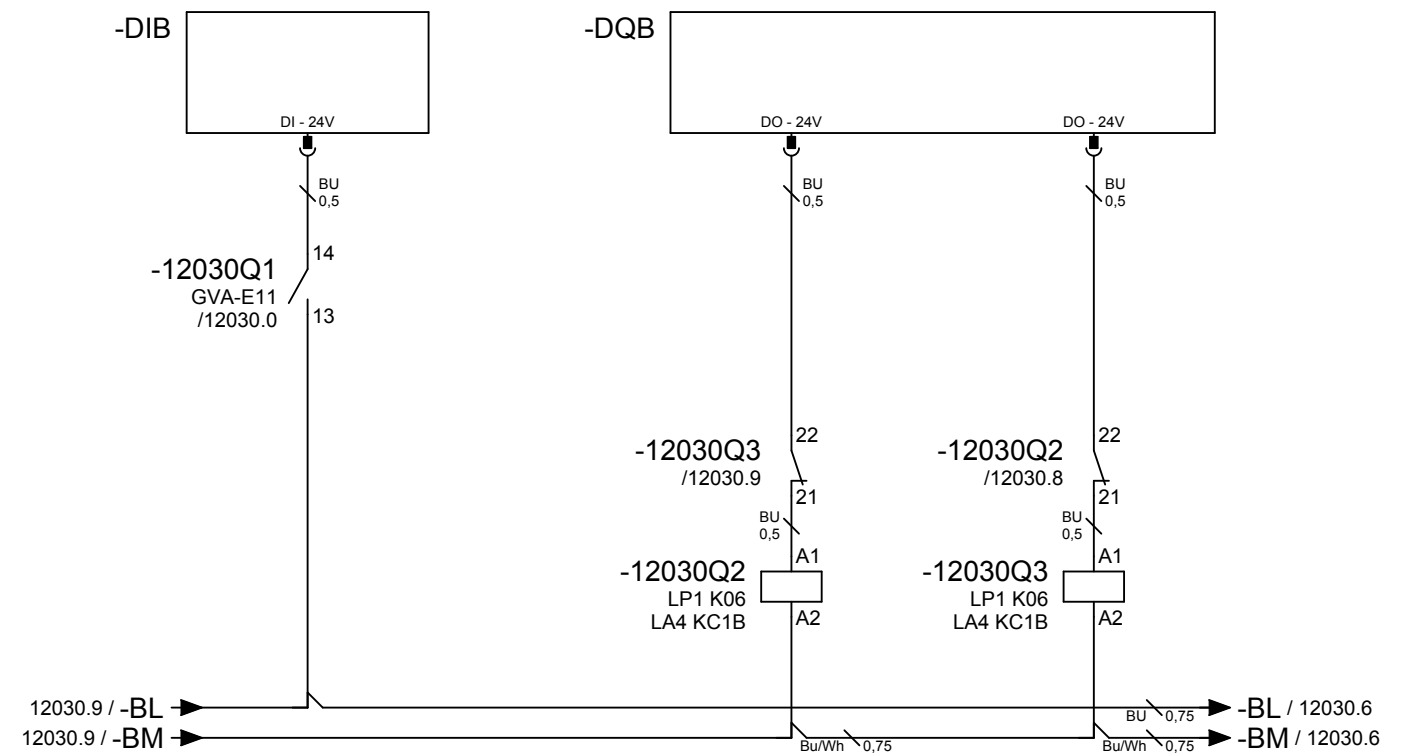 -DIB
-DQB
DI - 24V
DO - 24V
DO - 24V
BU
0,5
BU
0,5
BU
0,5
14
-12030Q1
GVA-E11
/12030.0
13
22
-12030Q3
/12030.9
21
22
-12030Q2
/12030.8
21
BU
0,5
BU
0,5
A1
-12030Q2
LP1 K06
LA4 KC1B
A2
A1
-12030Q3
LP1 K06
LA4 KC1B
A2
12030.9 / -BL
BU 0,75
-BL / 12030.6
12030.9 / -BM
Bu/Wh 0,75
Bu/Wh 0,75
-BM / 12030.6